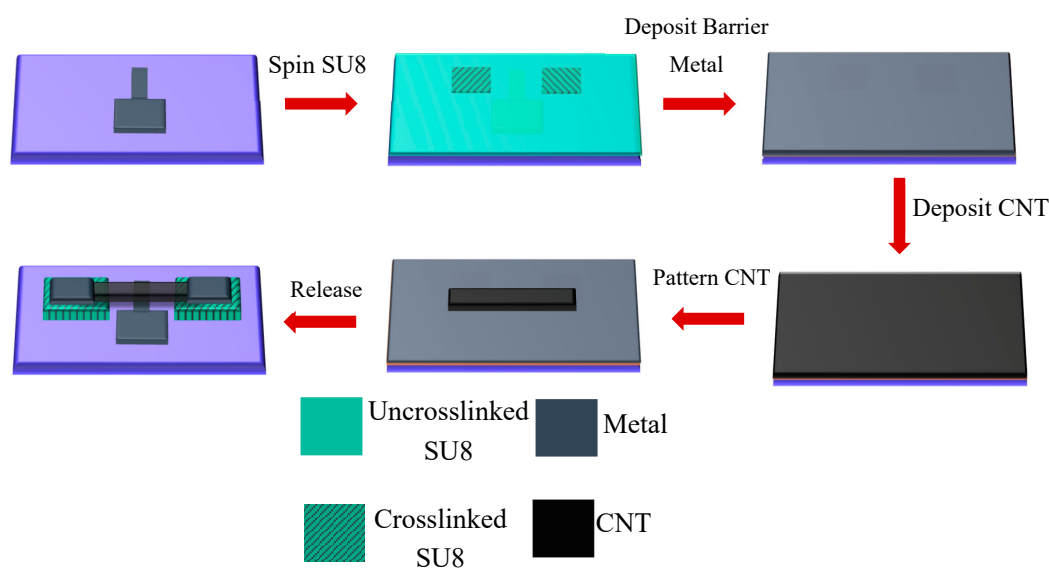 Spin SU8
Deposit Barrier
Metal
Deposit CNT
Pattern CNT
Release
Uncrosslinked
SU8
Metal
Crosslinked
SU8
CNT